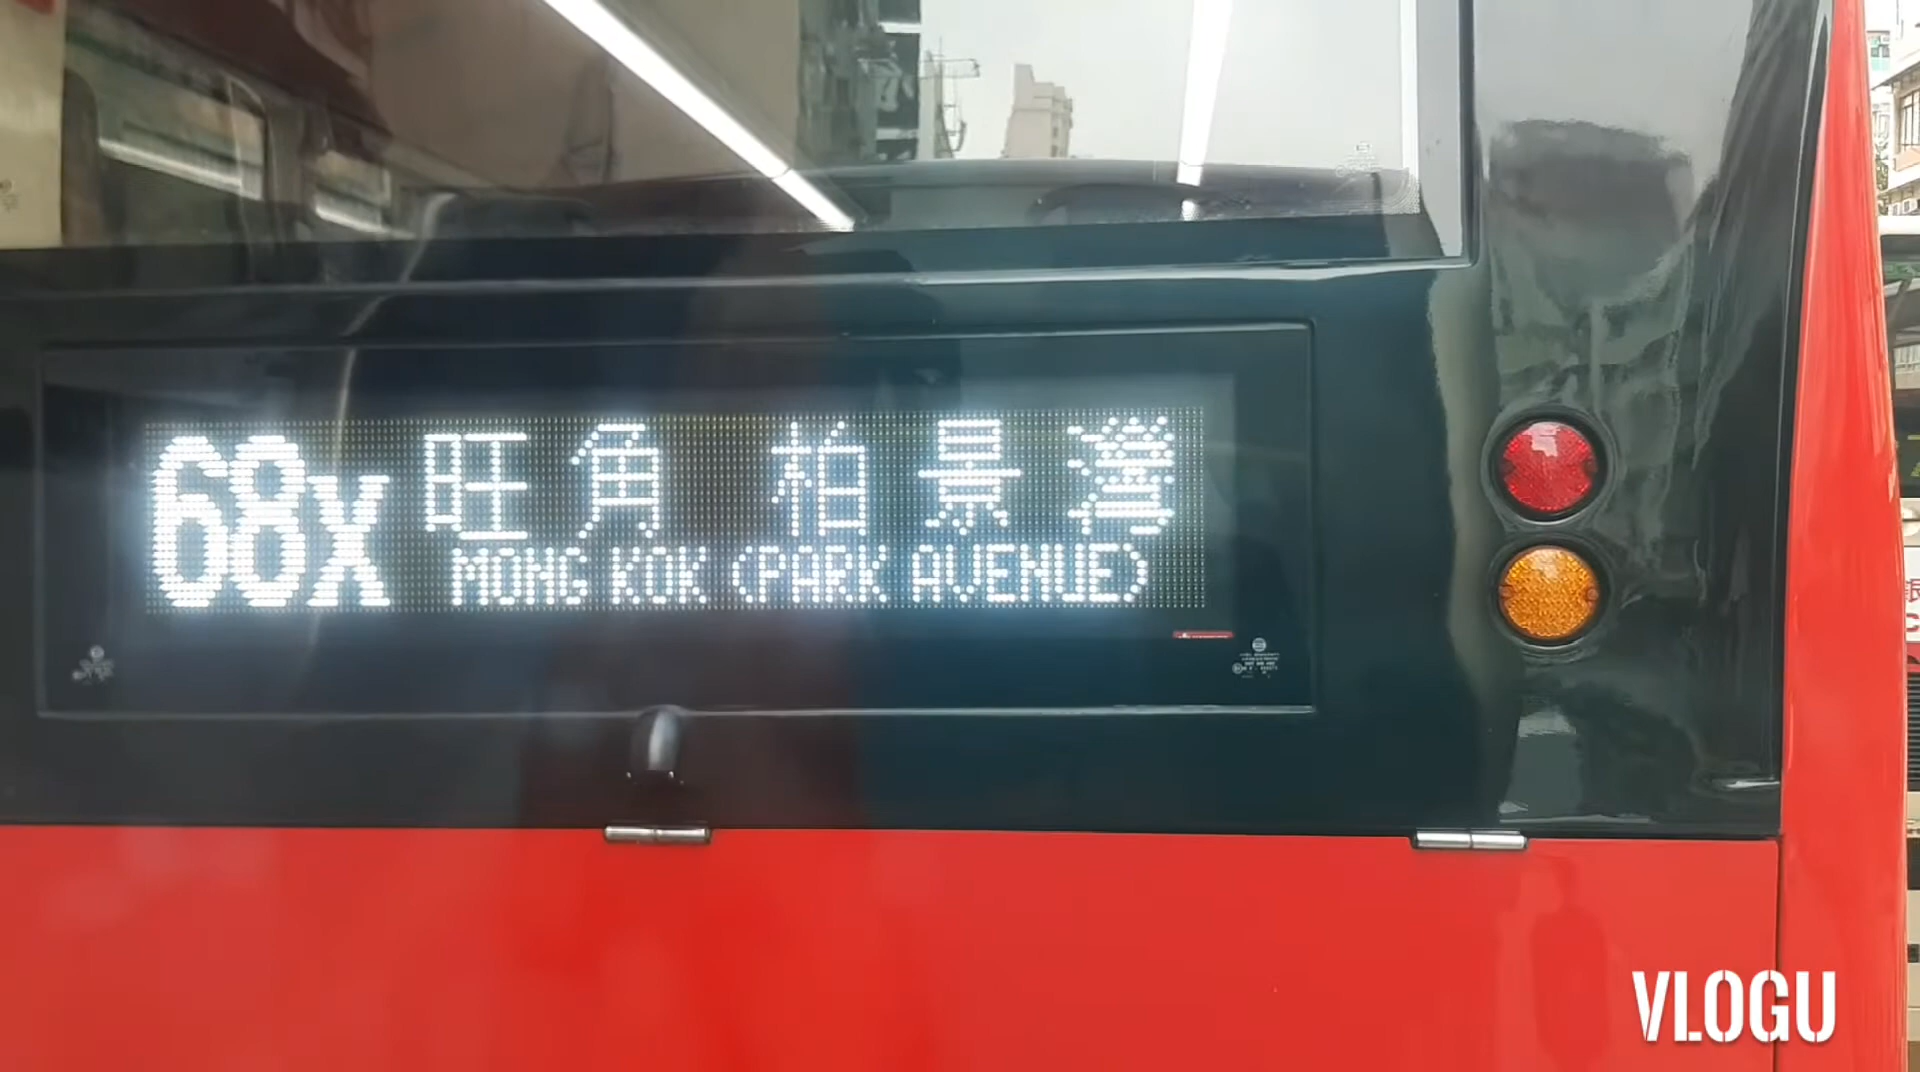 68x 旺角 柏景灣
MONG KOK (PARK AVENUE)
VLOGU